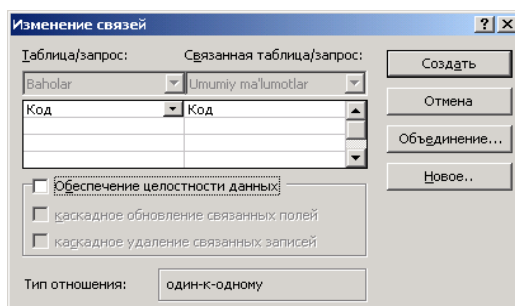 Изменение связей
Таблица/запрос: Связанная таблица/запрос:
Создать
Baholar Umumiy ma'lumotlar
Код Код
Отмена
Объединение...
Обеспечение целостности данных
Новое..
каскадное обновление связанных полей
каскадное удаление связанных записей
Тип отношения: один-к-одному